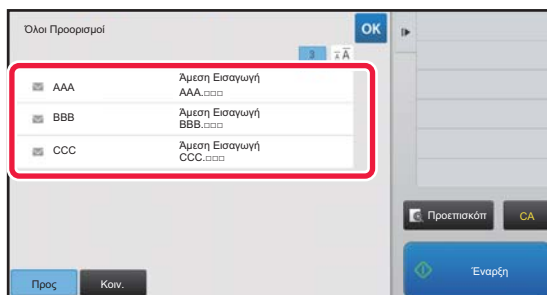 Όλοι Προορισμοί
OK
3
A A
AAA
Άμεση Εισαγωγή
AAA.□□□
BBB
Άμεση Εισαγωγή
BBB.□□□
CCC
Άμεση Εισαγωγή
CCC.□□□
Προεπισκόπ
CA
Προς
Κοιν.
Έναρξη